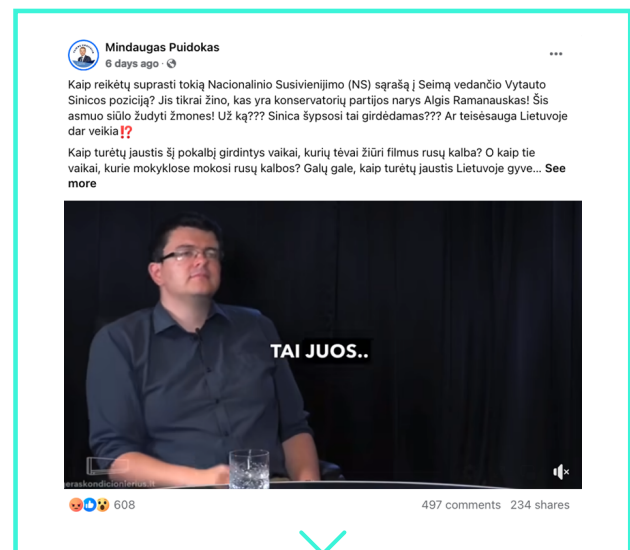 Mindaugas Puidokas
6 days ago ·
Kaip reikėtų suprasti tokią Nacionalinio Susivienijimo (NS) sąrašą į Seimą vedančio Vytauto
Sinicos poziciją? Jis tikrai žino, kas yra konservatorių partijos narys Algis Ramanauskas! Šis
asmuo siūlo žudyti žmones! Už ką??? Sinica šypsosi tai girdėdamas??? Ar teisėsauga Lietuvoje
dar veikia⁉️
Kaip turėtų jaustis šį pokalbį girdintys vaikai, kurių tėvai žiūri filmus rusų kalba? O kaip tie
vaikai, kurie mokyklose mokosi rusų kalbos? Galų gale, kaip turėtų jaustis Lietuvoje gyve... See
more
TAI JUOS..
eraskondicionierius.lt
608
497 comments 234 shares